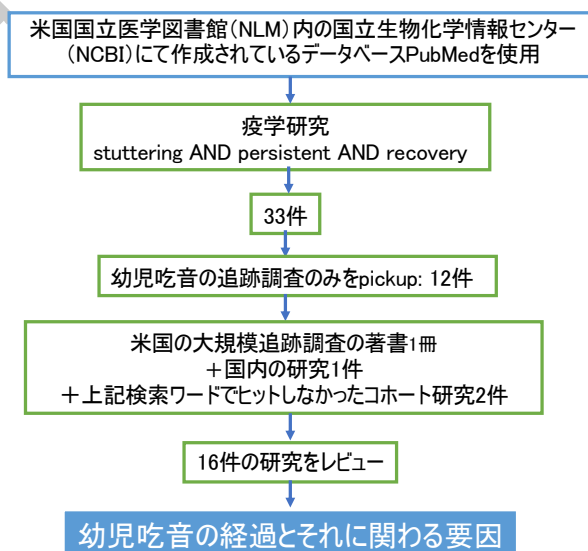 米国国立医学図書館（NLM）内の国立生物化学情報センター
（NCBI）にて作成されているデータベースPubMedを使用
疫学研究
stuttering AND persistent AND recovery
33件
幼児吃音の追跡調査のみをpickup: 12件
米国の大規模追跡調査の著書1冊
＋国内の研究1件
＋上記検索ワードでヒットしなかったコホート研究2件
16件の研究をレビュー
幼児吃音の経過とそれに関わる要因